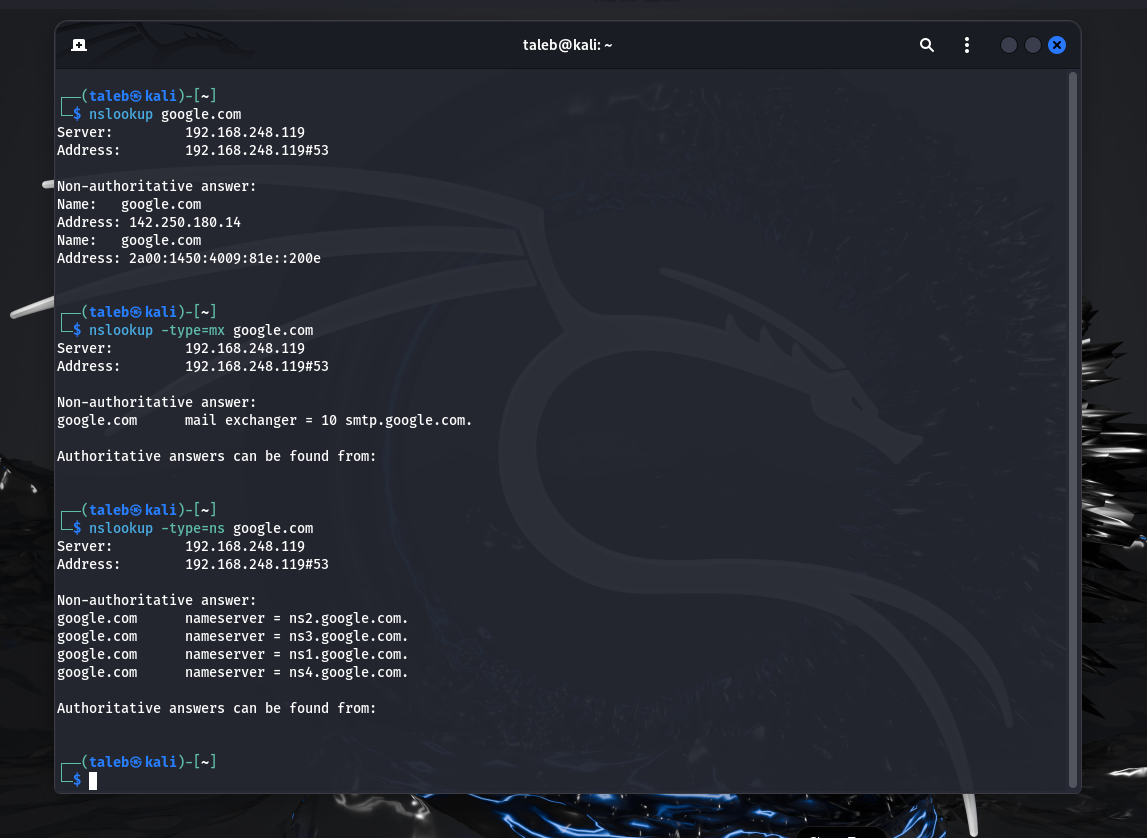 taleb@kali: ~
┌──(taleb㉿kali)-[~]
└─$ nslookup google.com
Server:         192.168.248.119
Address:        192.168.248.119#53
Non-authoritative answer:
Name:   google.com
Address: 142.250.180.14
Name:   google.com
Address: 2a00:1450:4009:81e::200e
┌──(taleb㉿kali)-[~]
└─$ nslookup -type=mx google.com
Server:         192.168.248.119
Address:        192.168.248.119#53
Non-authoritative answer:
google.com      mail exchanger = 10 smtp.google.com.
Authoritative answers can be found from:
┌──(taleb㉿kali)-[~]
└─$ nslookup -type=ns google.com
Server:         192.168.248.119
Address:        192.168.248.119#53
Non-authoritative answer:
google.com      nameserver = ns2.google.com.
google.com      nameserver = ns3.google.com.
google.com      nameserver = ns1.google.com.
google.com      nameserver = ns4.google.com.
Authoritative answers can be found from:
┌──(taleb㉿kali)-[~]
└─$